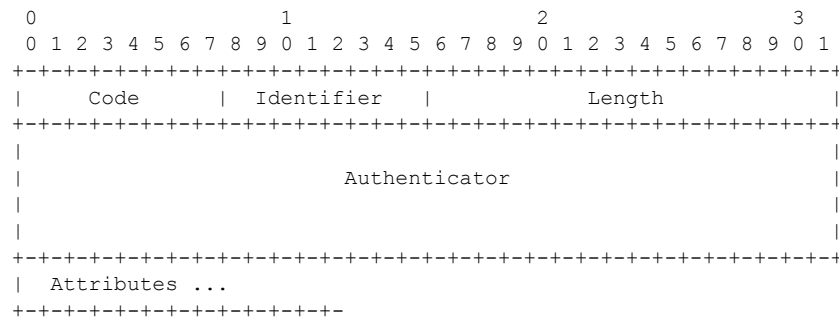 0                   1                   2                   3
 0 1 2 3 4 5 6 7 8 9 0 1 2 3 4 5 6 7 8 9 0 1 2 3 4 5 6 7 8 9 0 1
+-+-+-+-+-+-+-+-+-+-+-+-+-+-+-+-+-+-+-+-+-+-+-+-+-+-+-+-+-+-+-+-+
|     Code      |  Identifier   |            Length             |
+-+-+-+-+-+-+-+-+-+-+-+-+-+-+-+-+-+-+-+-+-+-+-+-+-+-+-+-+-+-+-+-+
|                                                               |
|                         Authenticator                         |
|                                                               |
|                                                               |
+-+-+-+-+-+-+-+-+-+-+-+-+-+-+-+-+-+-+-+-+-+-+-+-+-+-+-+-+-+-+-+-+
|  Attributes ...
+-+-+-+-+-+-+-+-+-+-+-+-+-